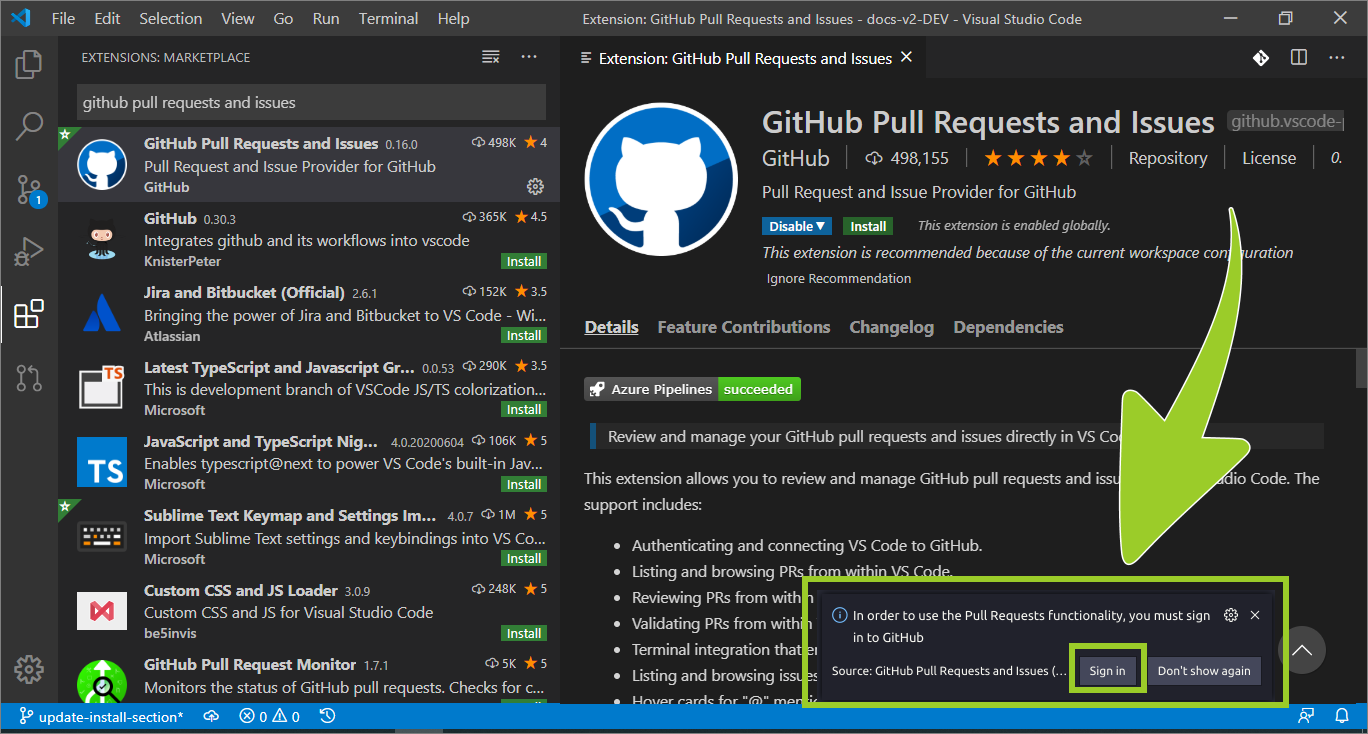 File Edit Selection View Go Run Terminal Help
Extension: GitHub Pull Requests and Issues - docs-v2-DEV - Visual Studio Code
EXTENSIONS: MARKETPLACE
github pull requests and issues
GitHub Pull Requests and Issues 0.16.0 498K 4
Pull Request and Issue Provider for GitHub
GitHub
GitHub 0.30.3 365K 4.5
Integrates github and its workflows into vscode
KnisterPeter Install
Jira and Bitbucket (Official) 2.6.1 152K 3.5
Bringing the power of Jira and Bitbucket to VS Code - Wi...
Atlassian Install
Latest TypeScript and Javascript Gr... 0.0.53 290K 3.5
This is development branch of VSCode JS/TS colorization...
Microsoft Install
TS
JavaScript and TypeScript Nig... 4.0.20200604 106K 5
Enables typescript@next to power VS Code's built-in Jav...
Microsoft Install
TS
Sublime Text Keymap and Settings Im... 4.0.7 1M 5
Import Sublime Text settings and keybindings into VS Co...
Microsoft Install
Custom CSS and JS Loader 3.0.9 248K 5
Custom CSS and JS for Visual Studio Code
be5invis Install
GitHub Pull Request Monitor 1.7.1 5K 5
Monitors the status of GitHub pull requests. Checks for c...
1
Extension: GitHub Pull Requests and Issues
GitHub Pull Requests and Issues github.vscode-p
GitHub 498,155 Repository License 0.
Pull Request and Issue Provider for GitHub
Disable Install This extension is enabled globally.
This extension is recommended because of the current workspace configuration
Ignore Recommendation
Details Feature Contributions Changelog Dependencies
Azure Pipelines succeeded
Review and manage your GitHub pull requests and issues directly in VS Co
This extension allows you to review and manage GitHub pull requests and issu dio Code. The
support includes:
• Authenticating and connecting VS Code to GitHub.
• Listing and browsing PRs from within VS Code.
• Reviewing PRs from within
• Validating PRs from within
• Terminal integration that
• Listing and browsing issues
• Hover cards for "@" menti
In order to use the Pull Requests functionality, you must sign
in to GitHub
Source: GitHub Pull Requests and Issues (... Sign in Don't show again
update-install-section* 0 0